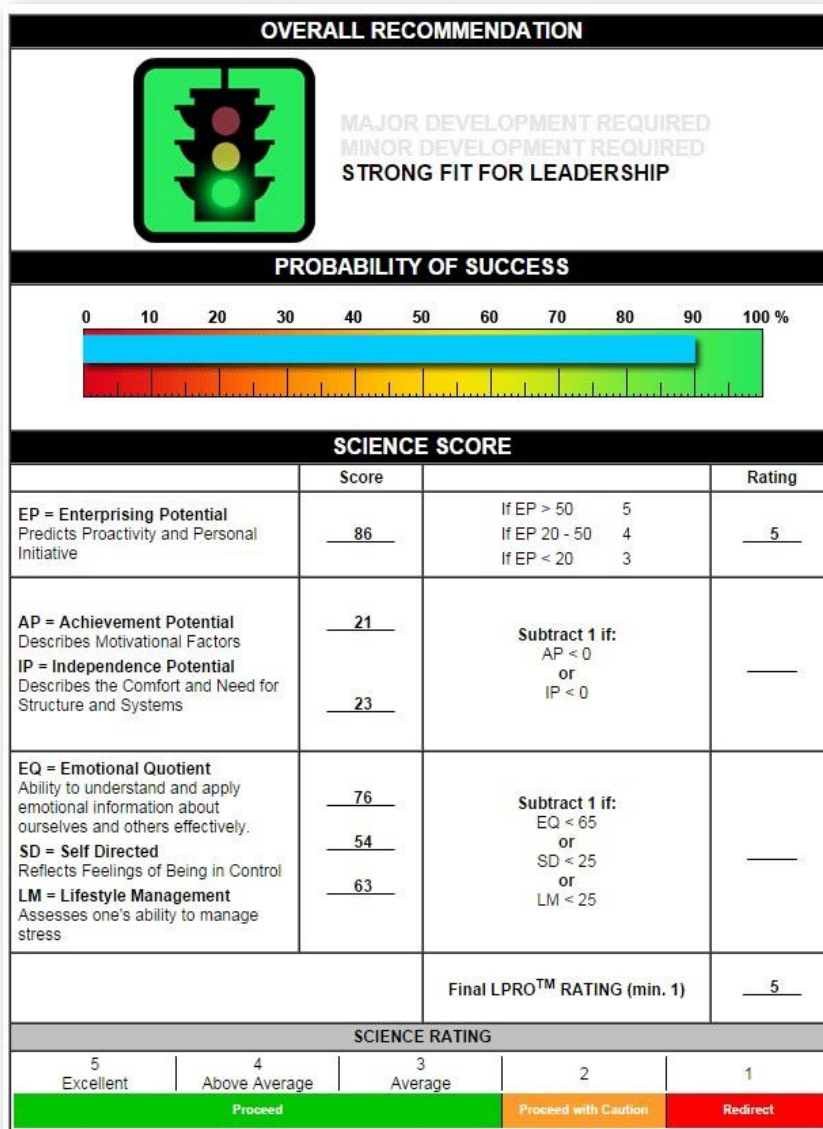 OVERALL RECOMMENDATION
MAJOR DEVELOPMENT REQUIRED
MINOR DEVELOPMENT REQUIRED
STRONG FIT FOR LEADERSHIP
PROBABILITY OF SUCCESS
0 10 20 30 40 50 60 70 80 90 100 %
SCIENCE SCORE
Score Rating
EP = Enterprising Potential
Predicts Proactivity and Personal
Initiative
86
If EP > 50 5
If EP 20 - 50 4
If EP < 20 3
5
AP = Achievement Potential
Describes Motivational Factors
IP = Independence Potential
Describes the Comfort and Need for
Structure and Systems
21
23
Subtract 1 if:
AP < 0
or
IP < 0
EQ = Emotional Quotient
Ability to understand and apply
emotional information about
ourselves and others effectively.
SD = Self Directed
Reflects Feelings of Being in Control
LM = Lifestyle Management
Assesses one's ability to manage
stress
76
54
63
Subtract 1 if:
EQ < 65
or
SD < 25
or
LM < 25
Final LPRO™ RATING (min. 1) 5
SCIENCE RATING
5 4 3 2 1
Excellent Above Average Average
Proceed Proceed with Caution Redirect